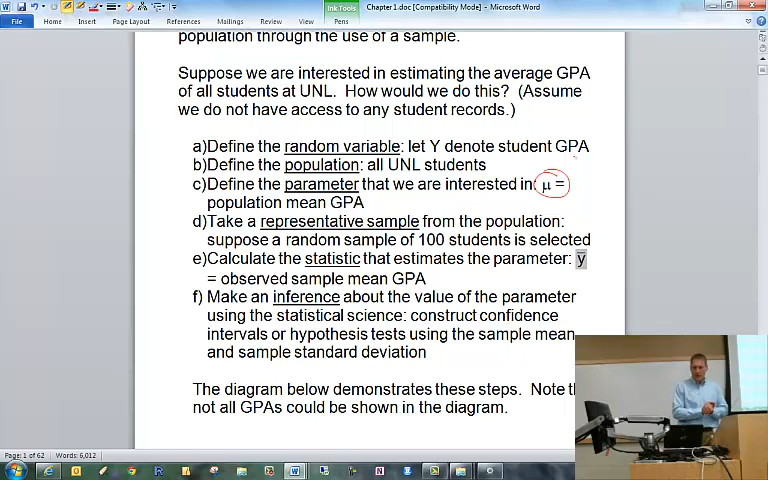 Ink Tools
Chapter 1.doc [Compatibility Mode] - Microsoft Word
File Home Insert Page Layout References Mailings Review View Pens
population through the use of a sample.
Suppose we are interested in estimating the average GPA
of all students at UNL. How would we do this? (Assume
we do not have access to any student records.)
a)Define the random variable: let Y denote student GPA
b)Define the population: all UNL students
c)Define the parameter that we are interested in: μ =
population mean GPA
d)Take a representative sample from the population:
suppose a random sample of 100 students is selected
e)Calculate the statistic that estimates the parameter: y̅
= observed sample mean GPA
f) Make an inference about the value of the parameter
using the statistical science: construct confidence
intervals or hypothesis tests using the sample mean
and sample standard deviation
The diagram below demonstrates these steps. Note th
not all GPAs could be shown in the diagram.
Page: 1 of 62 Words: 6,012